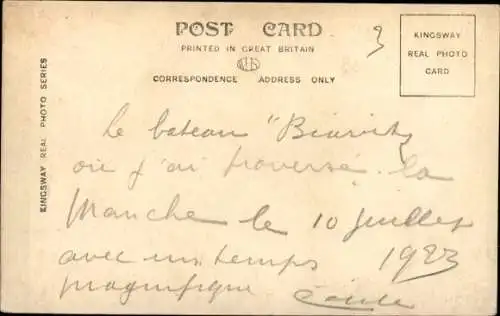 POST CARD
PRINTED IN GREAT BRITAIN
CORRESPONDENCE ADDRESS ONLY
KINGSWAY
REAL PHOTO
CARD
KINGSWAY REAL PHOTO SERIES
3
Le bateau "Biarritz
où j'ai traversé la
Manche le 10 juillet
avec un temps 1923
magnifique Cécile